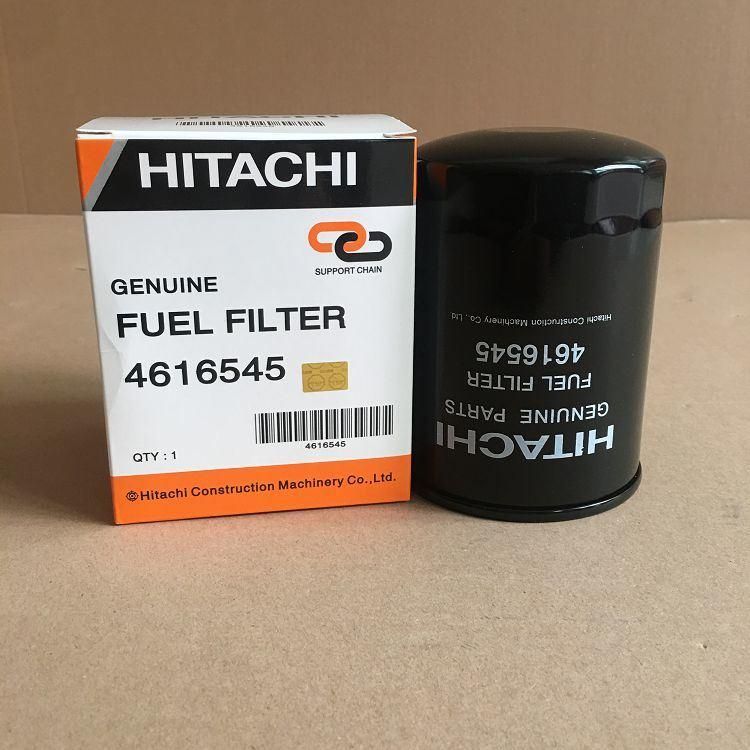 HITACHI
SUPPORT CHAIN
GENUINE
FUEL FILTER
4616545
4616545
QTY : 1
©Hitachi Construction Machinery Co.,Ltd.
HITACHI
GENUINE PARTS
FUEL FILTER
4616545
Hitachi Construction Machinery Co., Ltd.